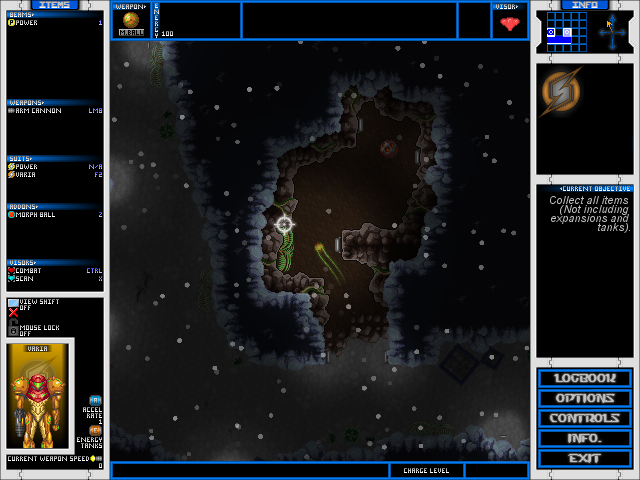 ITEMS
BEAMS
POWER 1
WEAPONS
ARM CANNON LMB
SUITS
POWER N/A
VARIA F2
ADDONS
MORPH BALL Z
VISORS
COMBAT CTRL
SCAN X
VIEW SHIFT
OFF
MOUSE LOCK
OFF
VARIA
ACCEL
RATE
1
ENERGY
TANKS
CURRENT WEAPON SPEED
0
WEAPON
M.BALL
ENERGY
100
VISOR
CHARGE LEVEL
INFO
CURRENT OBJECTIVE
Collect all items
(Not including
expansions and
tanks).
LOGBOOK
OPTIONS
CONTROLS
INFO.
EXIT